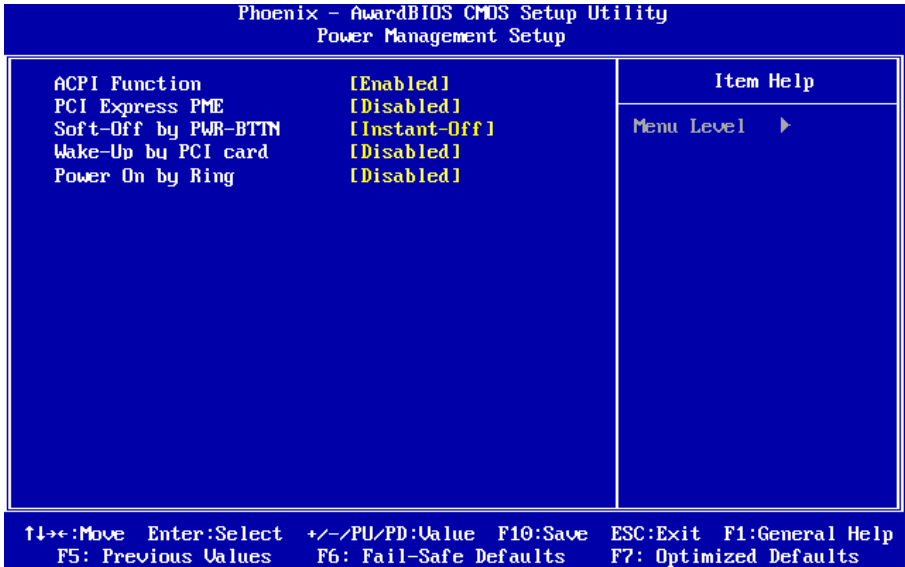 Phoenix - AwardBIOS CMOS Setup Utility
Power Management Setup
ACPI Function [Enabled]
PCI Express PME [Disabled]
Soft-Off by PWR-BTTN [Instant-Off]
Wake-Up by PCI card [Disabled]
Power On by Ring [Disabled]
Item Help
Menu Level ▶
↑↓→←:Move Enter:Select +/-/PU/PD:Value F10:Save ESC:Exit F1:General Help
F5: Previous Values F6: Fail-Safe Defaults F7: Optimized Defaults